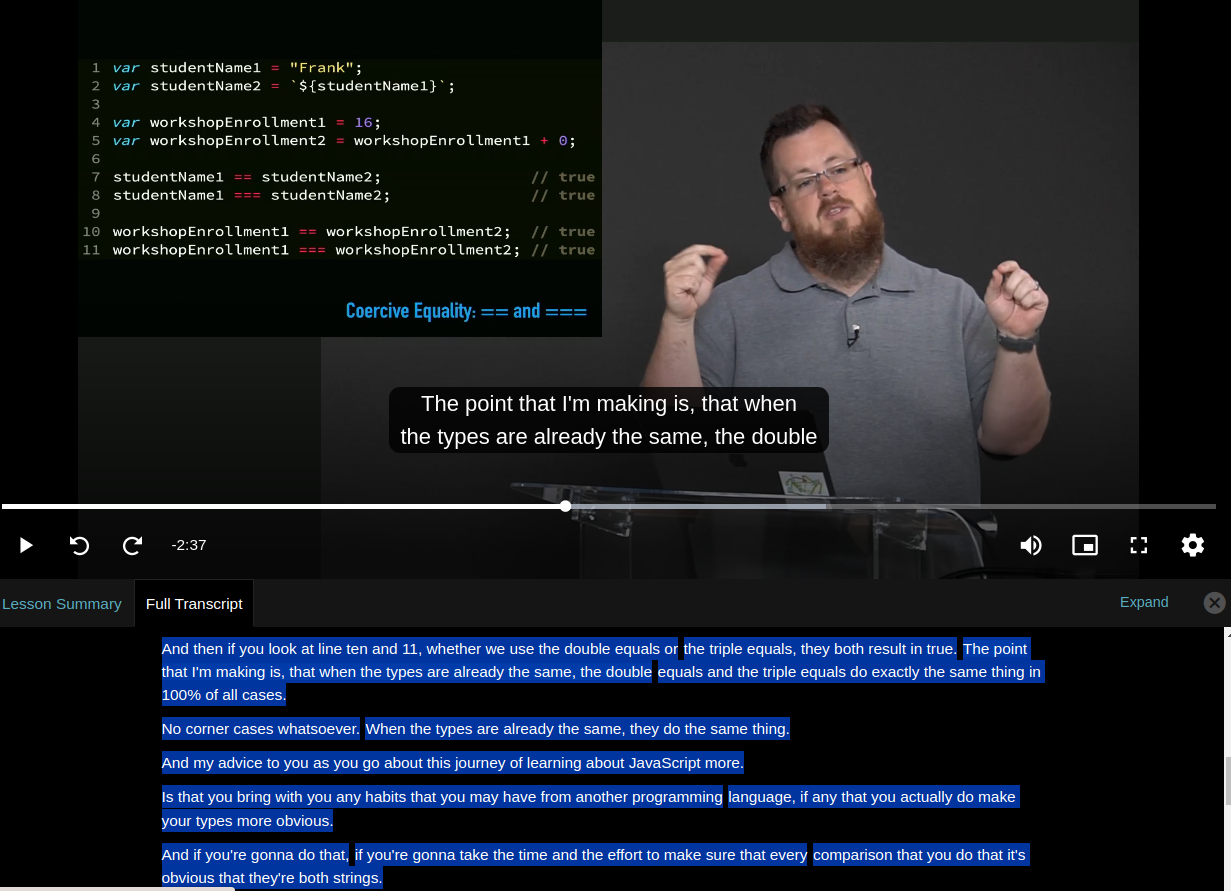 1 var studentName1 = "Frank";
2 var studentName2 = `${studentName1}`;
3
4 var workshopEnrollment1 = 16;
5 var workshopEnrollment2 = workshopEnrollment1 + 0;
6
7 studentName1 == studentName2; // true
8 studentName1 === studentName2; // true
9
10 workshopEnrollment1 == workshopEnrollment2; // true
11 workshopEnrollment1 === workshopEnrollment2; // true
Coercive Equality: == and ===
The point that I'm making is, that when
the types are already the same, the double
-2:37
Lesson Summary
Full Transcript
Expand
And then if you look at line ten and 11, whether we use the double equals or the triple equals, they both result in true. The point
that I'm making is, that when the types are already the same, the double equals and the triple equals do exactly the same thing in
100% of all cases.
No corner cases whatsoever. When the types are already the same, they do the same thing.
And my advice to you as you go about this journey of learning about JavaScript more.
Is that you bring with you any habits that you may have from another programming language, if any that you actually do make
your types more obvious.
And if you're gonna do that, if you're gonna take the time and the effort to make sure that every comparison that you do that it's
obvious that they're both strings.